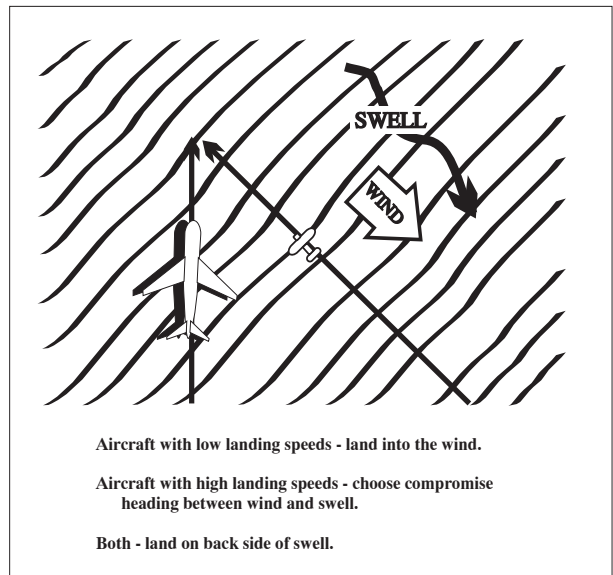 SWELL
WIND
Aircraft with low landing speeds - land into the wind.
Aircraft with high landing speeds - choose compromise
heading between wind and swell.
Both - land on back side of swell.